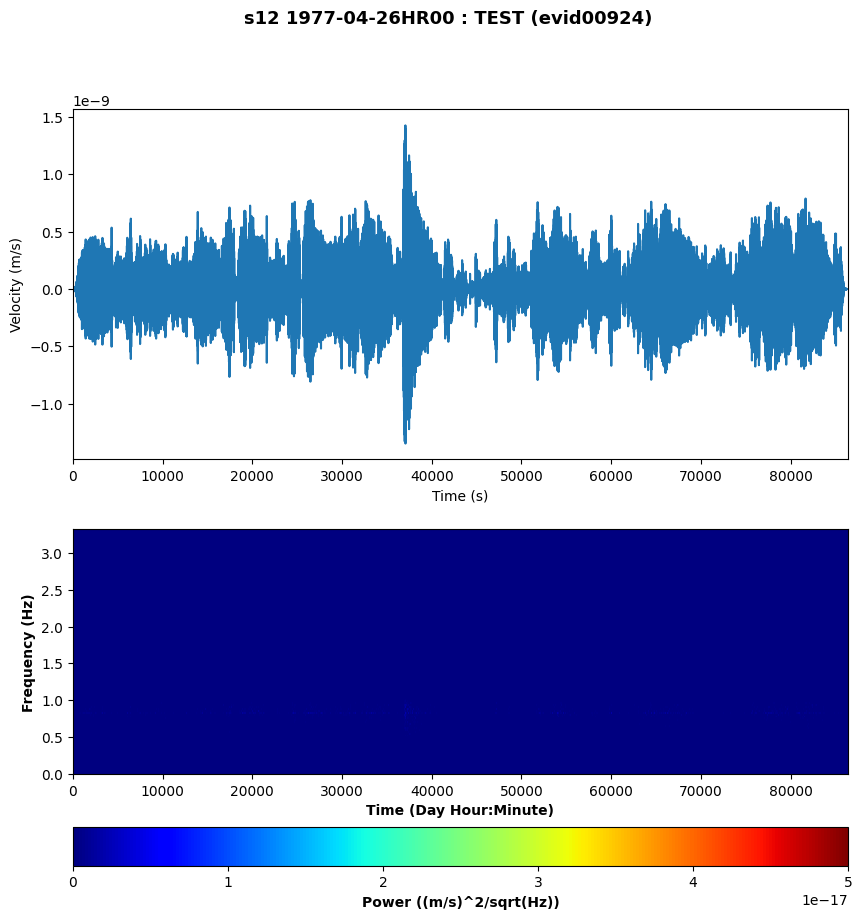 s12 1977-04-26HR00 : TEST (evid00924)
1e−9
1.5
1.0
0.5
0.0
−0.5
−1.0
Velocity (m/s)
0 10000 20000 30000 40000 50000 60000 70000 80000
Time (s)
3.0
2.5
2.0
1.5
1.0
0.5
0.0
Frequency (Hz)
0 10000 20000 30000 40000 50000 60000 70000 80000
Time (Day Hour:Minute)
0 1 2 3 4 5
1e−17
Power ((m/s)^2/sqrt(Hz))